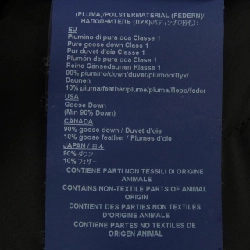 (PIUMA)/POLSTERMATERIAL (FEDERN)/
EU
Piumino di pura oca Classe 1
Pure goose down Class 1
Pur duvet d'oie Classe 1
Plumón de pura oca Classe 1
Reine Gänsedaunen Klasse 1
90% piumino/down/duvet/plumón/
Daunen
10% piuma/feather/plume/pluma/
USA
Goose Down
(Min 80% Down)
CANADA
90% goose down / Duvet d'oie
10% goose feather / Plumes d'oie
JAPAN / 日本
90% ダウン
10% フェザー
CONTIENE PARTI NON TESSILI DI ORIGINE
ANIMALE
CONTAINS NON-TEXTILE PARTS OF ANIMAL
ORIGIN
CONTIENT DES PARTIES NON TEXTILES
D'ORIGINE ANIMALE
CONTIENE PARTES NO TEXTILES DE
ORIGEN ANIMAL